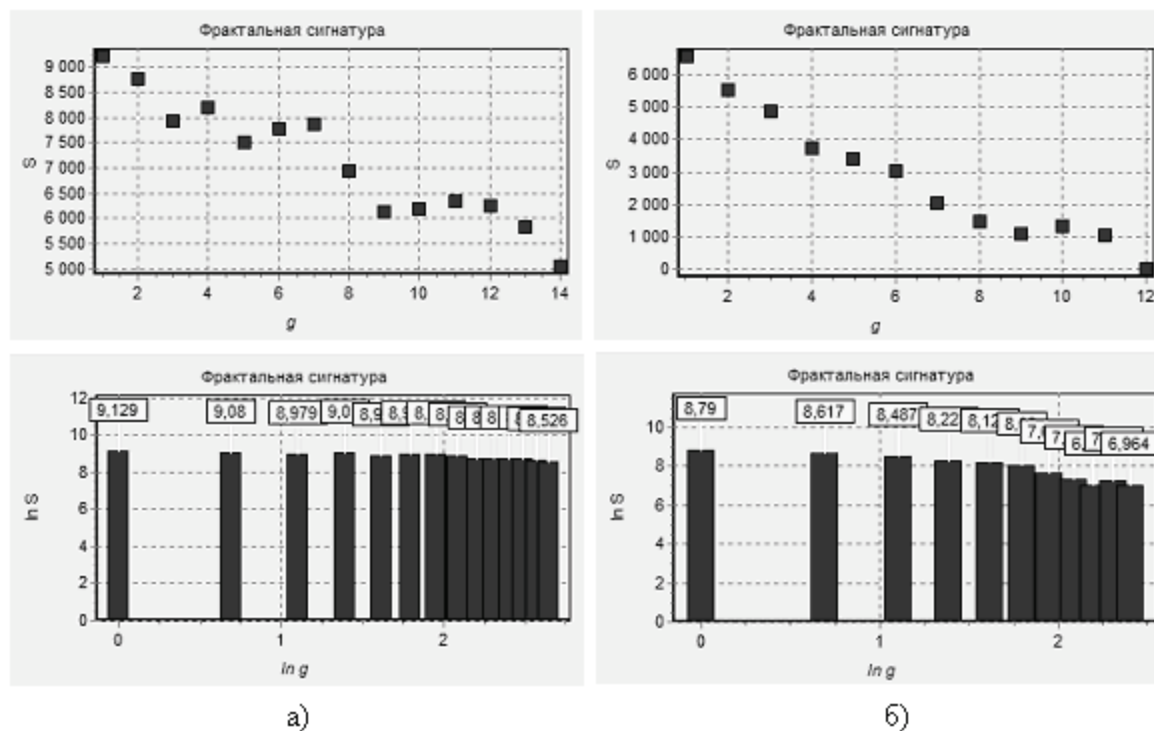 Фрактальная сигнатура
9 000
8 500
8 000
7 500
7 000
6 500
6 000
5 500
5 000
S
2 4 6 8 10 12 14
g
Фрактальная сигнатура
6 000
5 000
4 000
3 000
2 000
1 000
0
S
2 4 6 8 10 12
g
Фрактальная сигнатура
12
10
8
6
4
2
0
ln S
9,129 9,08 8,979 8,526
0 1 2
ln g
Фрактальная сигнатура
10
8
6
4
2
0
ln S
8,79 8,617 8,487 6,964
0 1 2
ln g
а) б)